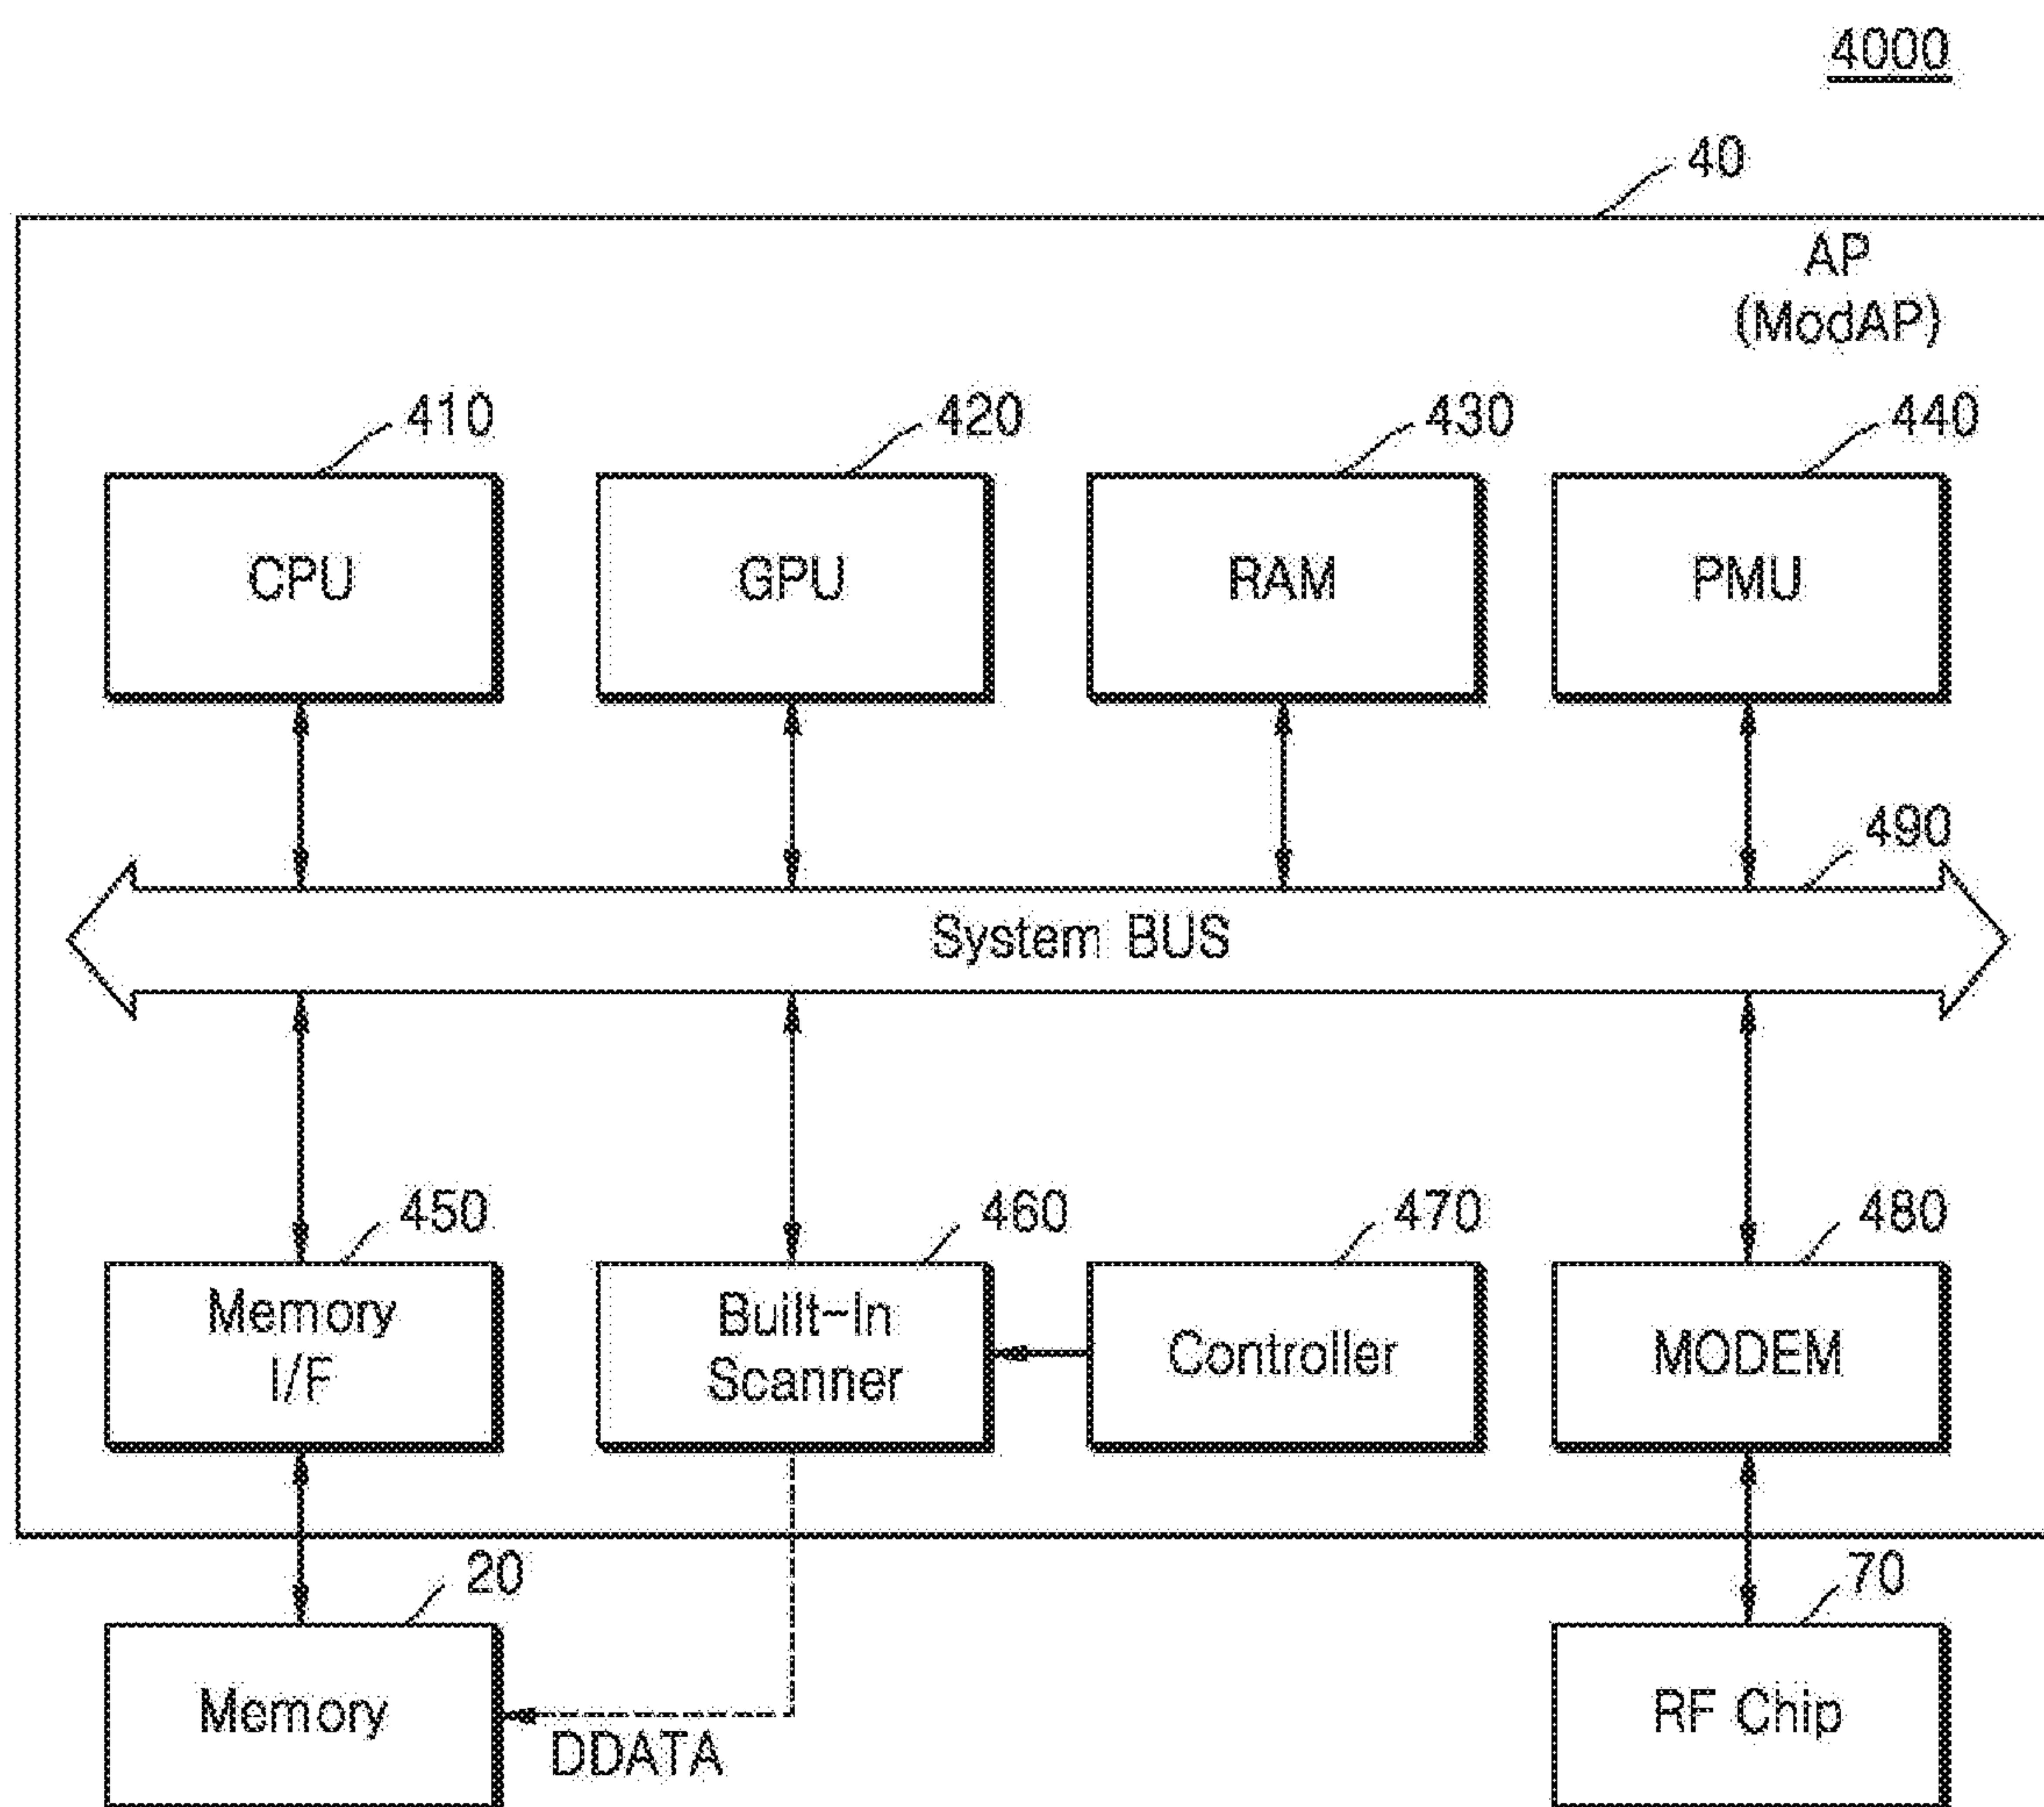 4000
40
AP
(ModAP)
410
420
430
440
CPU
GPU
RAM
PMU
490
System BUS
450
460
470
480
Memory
I/F
Built-In
Scanner
Controller
MODEM
20
70
Memory
DDATA
RF Chip